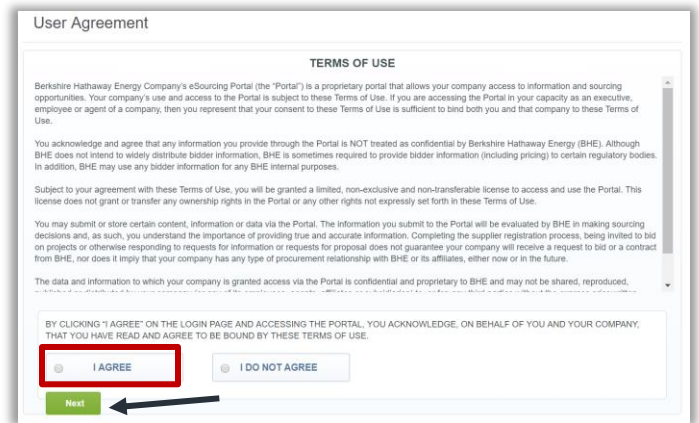 User Agreement
TERMS OF USE
Berkshire Hathaway Energy Company's eSourcing Portal (the "Portal") is a proprietary portal that allows your company access to information and sourcing
opportunities. Your company's use and access to the Portal is subject to these Terms of Use. If you are accessing the Portal in your capacity as an executive,
employee or agent of a company, then you represent that your consent to these Terms of Use is sufficient to bind both you and that company to these Terms of
Use.
You acknowledge and agree that any information you provide through the Portal is NOT treated as confidential by Berkshire Hathaway Energy (BHE). Although
BHE does not intend to widely distribute bidder information, BHE is sometimes required to provide bidder information (including pricing) to certain regulatory bodies.
In addition, BHE may use any bidder information for any BHE internal purposes.
Subject to your agreement with these Terms of Use, you will be granted a limited, non-exclusive and non-transferable license to access and use the Portal. This
license does not grant or transfer any ownership rights in the Portal or any other rights not expressly set forth in these Terms of Use.
You may submit or store certain content, information or data via the Portal. The information you submit to the Portal will be evaluated by BHE in making sourcing
decisions and, as such, you understand the importance of providing true and accurate information. Completing the supplier registration process, being invited to bid
on projects or otherwise responding to requests for information or requests for proposal does not guarantee your company will receive a request to bid or a contract
from BHE, nor does it imply that your company has any type of procurement relationship with BHE or its affiliates, either now or in the future.
The data and information to which your company is granted access via the Portal is confidential and proprietary to BHE and may not be shared, reproduced,
BY CLICKING "I AGREE" ON THE LOGIN PAGE AND ACCESSING THE PORTAL, YOU ACKNOWLEDGE, ON BEHALF OF YOU AND YOUR COMPANY,
THAT YOU HAVE READ AND AGREE TO BE BOUND BY THESE TERMS OF USE.
I AGREE
I DO NOT AGREE
Next